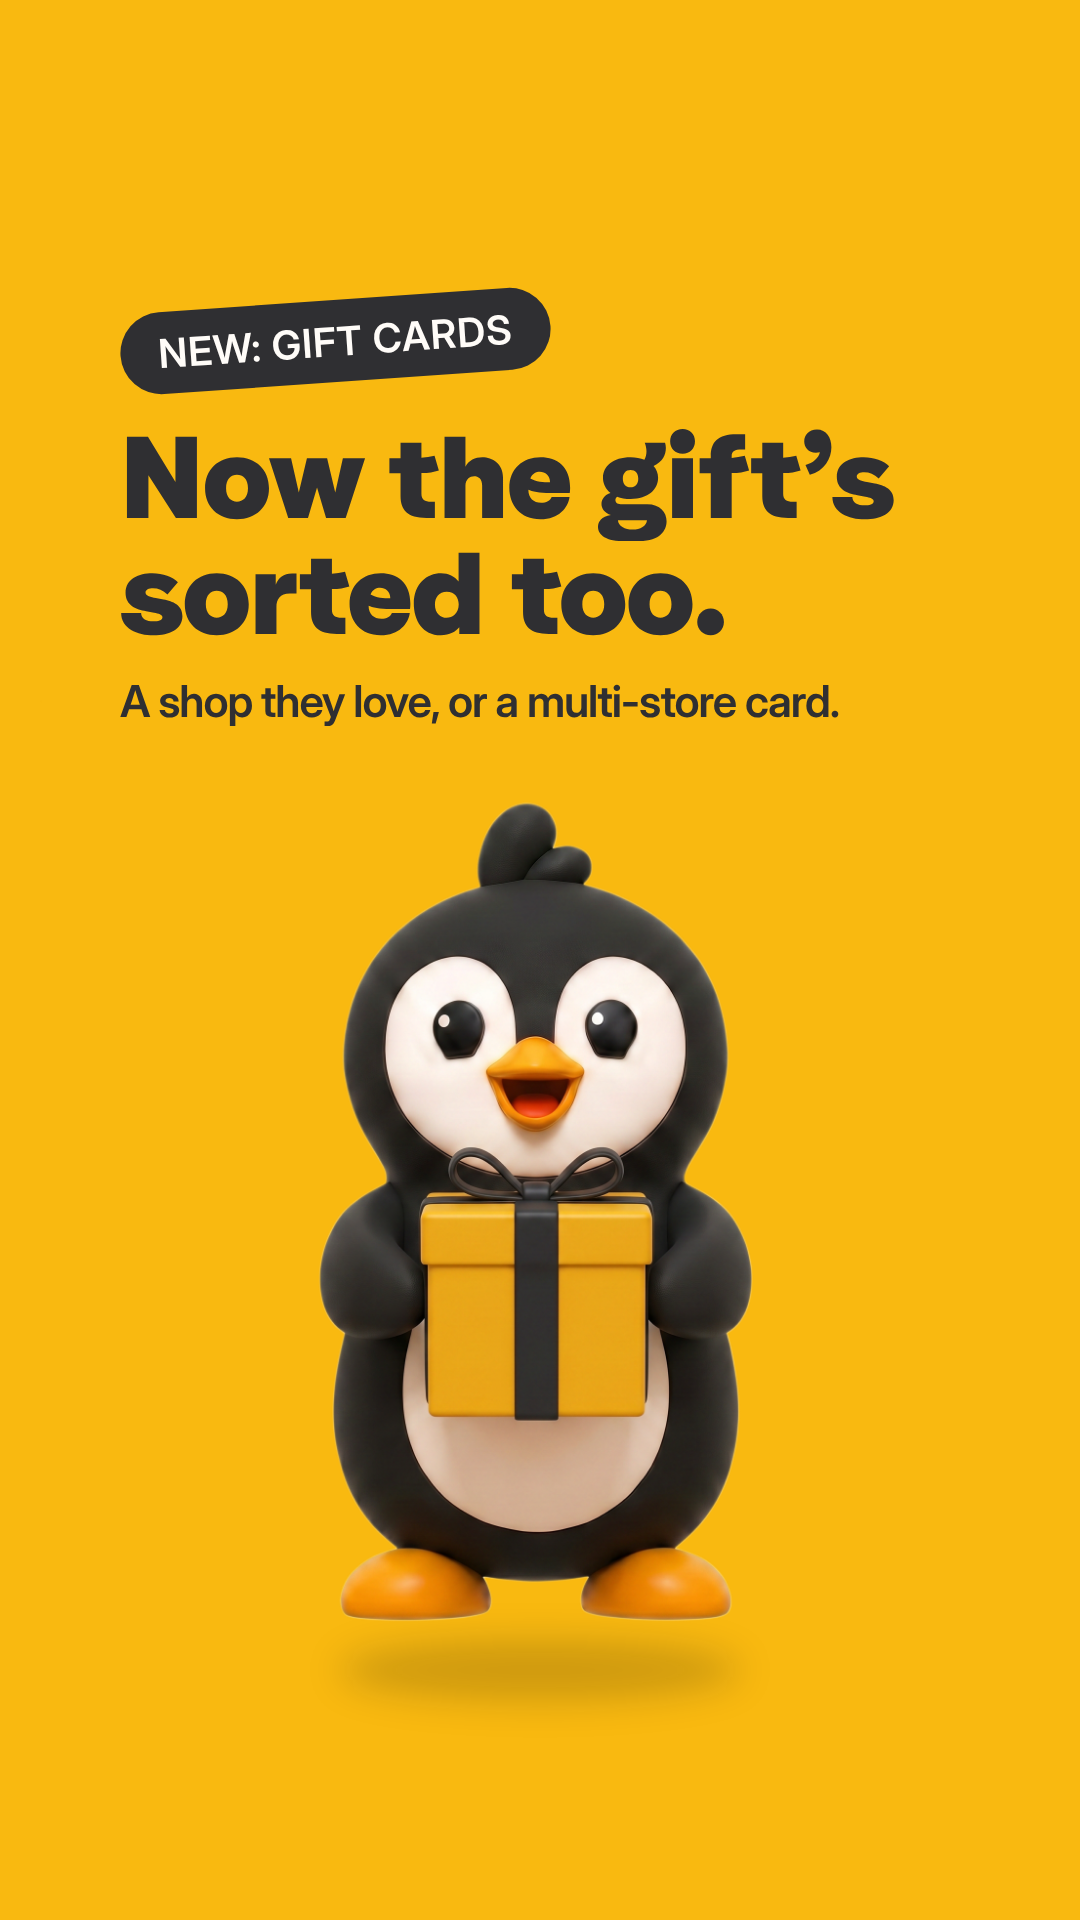 NEW: GIFT CARDS
Now the gift’s
sorted too.
A shop they love, or a multi-store card.